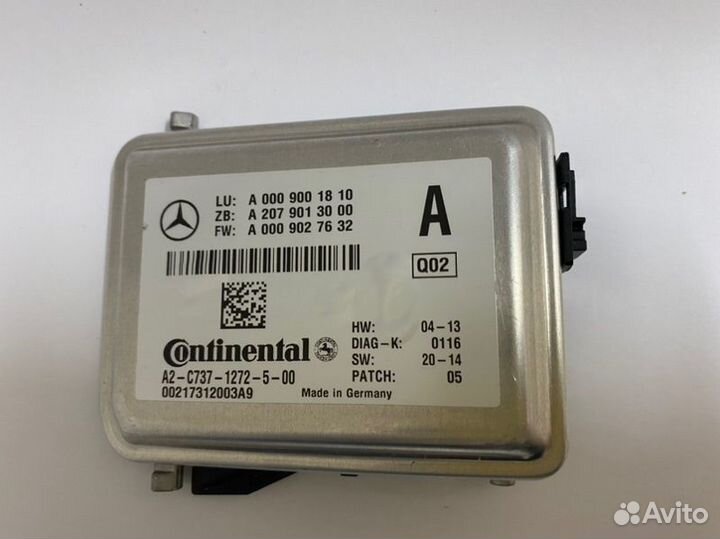 LU: A 000 900 18 10
ZB: A 207 901 30 00
FW: A 000 902 76 32
A
Q02
Continental
A2-C737-1272-5-00
00217312003A9
HW: 04-13
DIAG-K: 0116
SW: 20-14
PATCH: 05
Made in Germany
Avito